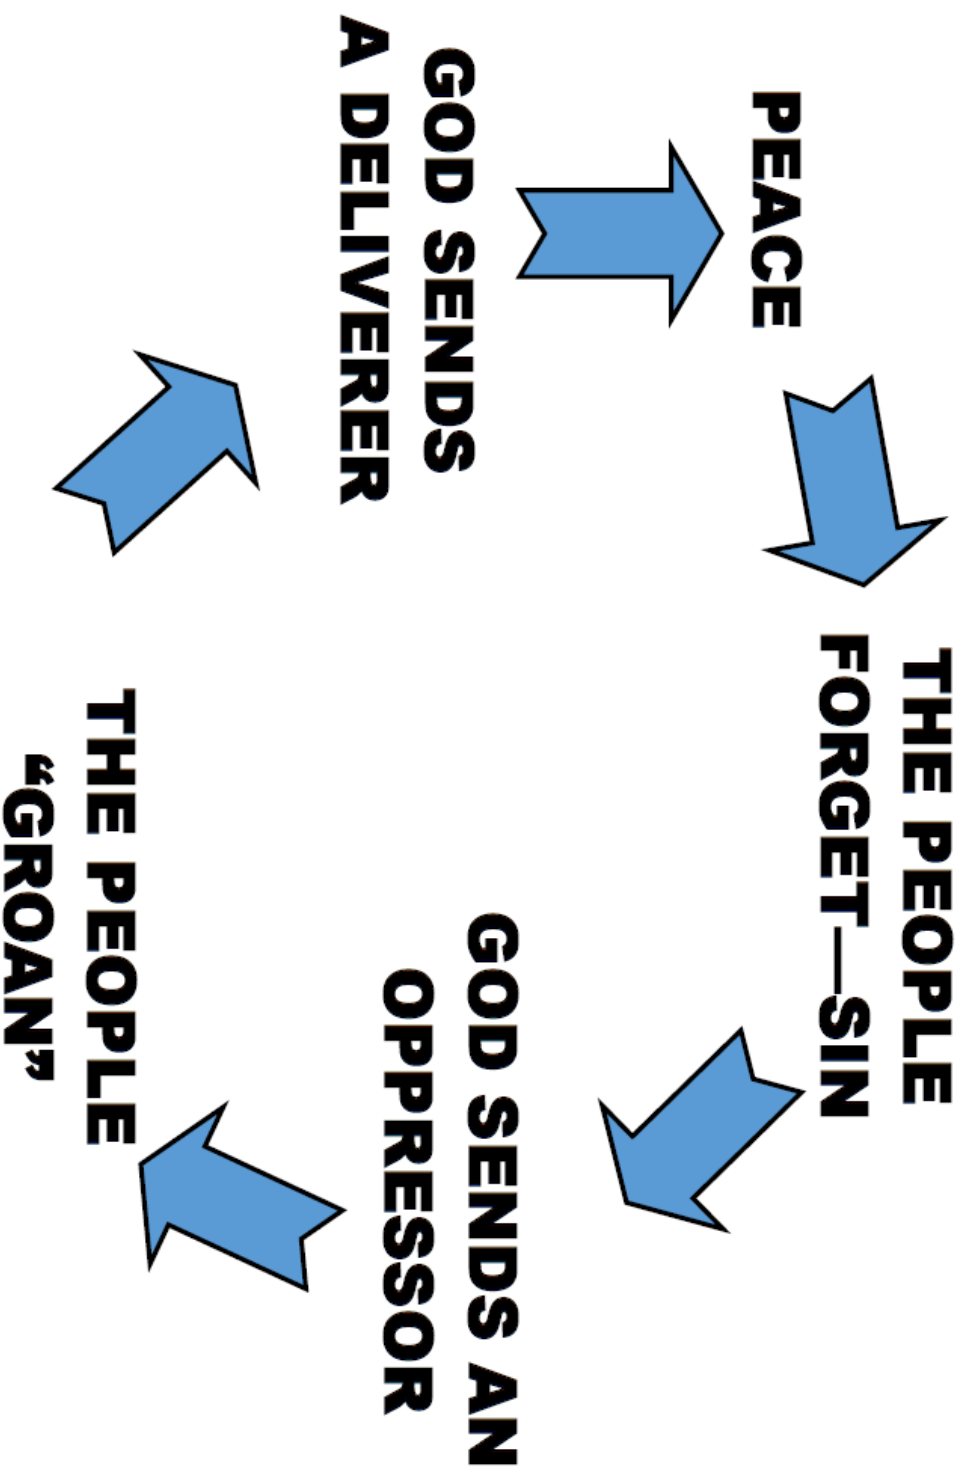 PEACE
THE PEOPLE
FORGET—SIN
GOD SENDS AN
OPPRESSOR
THE PEOPLE
“GROAN”
GOD SENDS
A DELIVERER